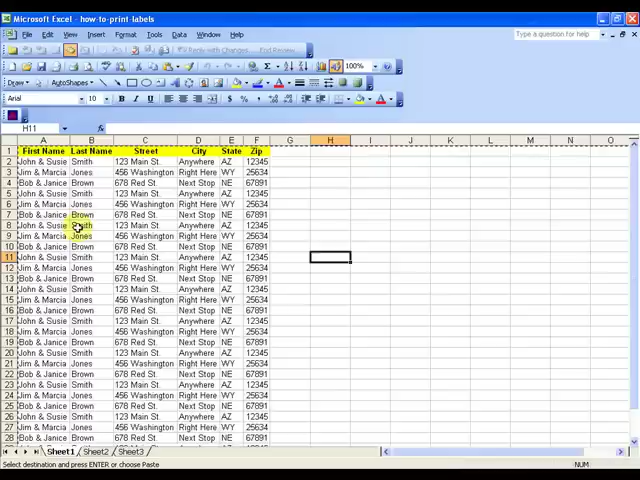 Microsoft Excel - how-to-print-labels
File Edit View Insert Format Tools Data Window Help
Type a question for help
Reply with Changes... End Review...
100%
Draw AutoShapes
Arial 10 B I U $
H11
A B C D E F G H I J K L M N O
1 First Name Last Name Street City State Zip
2 John & Susie Smith 123 Main St. Anywhere AZ 12345
3 Jim & Marcia Jones 456 Washington Right Here WY 25634
4 Bob & Janice Brown 678 Red St. Next Stop NE 67891
5 John & Susie Smith 123 Main St. Anywhere AZ 12345
6 Jim & Marcia Jones 456 Washington Right Here WY 25634
7 Bob & Janice Brown 678 Red St. Next Stop NE 67891
8 John & Susie Smith 123 Main St. Anywhere AZ 12345
9 Jim & Marcia Jones 456 Washington Right Here WY 25634
10 Bob & Janice Brown 678 Red St. Next Stop NE 67891
11 John & Susie Smith 123 Main St. Anywhere AZ 12345
12 Jim & Marcia Jones 456 Washington Right Here WY 25634
13 Bob & Janice Brown 678 Red St. Next Stop NE 67891
14 John & Susie Smith 123 Main St. Anywhere AZ 12345
15 Jim & Marcia Jones 456 Washington Right Here WY 25634
16 Bob & Janice Brown 678 Red St. Next Stop NE 67891
17 John & Susie Smith 123 Main St. Anywhere AZ 12345
18 Jim & Marcia Jones 456 Washington Right Here WY 25634
19 Bob & Janice Brown 678 Red St. Next Stop NE 67891
20 John & Susie Smith 123 Main St. Anywhere AZ 12345
21 Jim & Marcia Jones 456 Washington Right Here WY 25634
22 Bob & Janice Brown 678 Red St. Next Stop NE 67891
23 John & Susie Smith 123 Main St. Anywhere AZ 12345
24 Jim & Marcia Jones 456 Washington Right Here WY 25634
25 Bob & Janice Brown 678 Red St. Next Stop NE 67891
26 John & Susie Smith 123 Main St. Anywhere AZ 12345
27 Jim & Marcia Jones 456 Washington Right Here WY 25634
28 Bob & Janice Brown 678 Red St. Next Stop NE 67891
Sheet1 Sheet2 Sheet3
Select destination and press ENTER or choose Paste NUM